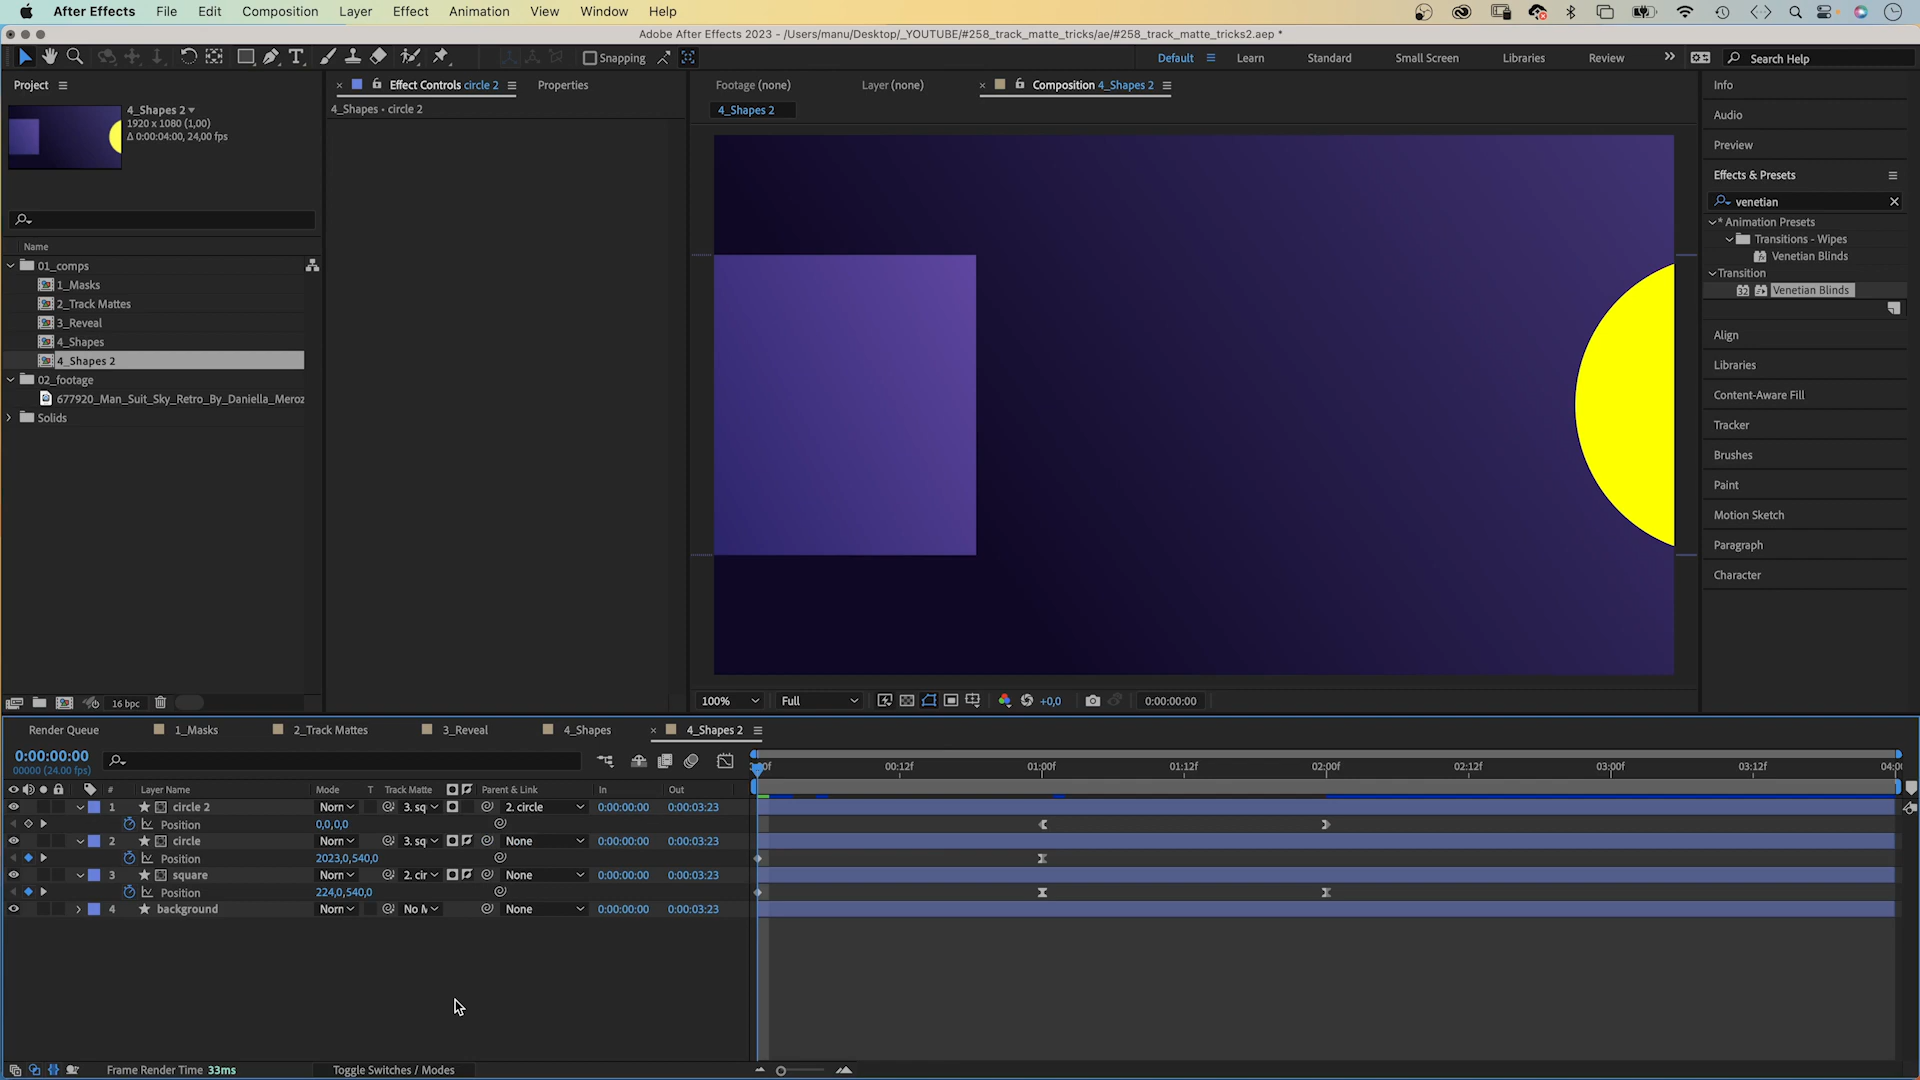 After Effects File Edit Composition Layer Effect Animation View Window Help
Adobe After Effects 2023 - /Users/manu/Desktop/_YOUTUBE/#258_track_matte_tricks/ae/#258_track_matte_tricks2.aep *
Snapping Default Learn Standard Small Screen Libraries Review Search Help
Project
4_Shapes 2
1920 x 1080 (1,00)
Δ 0:00:04:00, 24,00 fps
Name
01_comps
1_Masks
2_Track Mattes
3_Reveal
4_Shapes
4_Shapes 2
02_footage
677920_Man_Suit_Sky_Retro_By_Daniella_Meroz
Solids
16 bpc
Effect Controls circle 2 Properties
4_Shapes • circle 2
Footage (none) Layer (none) Composition 4_Shapes 2
4_Shapes 2
100% Full +0,0 0:00:00:00
Info
Audio
Preview
Effects & Presets
venetian
* Animation Presets
Transitions - Wipes
Venetian Blinds
Transition
32 Venetian Blinds
Align
Libraries
Content-Aware Fill
Tracker
Brushes
Paint
Motion Sketch
Paragraph
Character
Render Queue 1_Masks 2_Track Mattes 3_Reveal 4_Shapes 4_Shapes 2
0:00:00:00
00000 (24.00 fps)
00:12f 01:00f 01:12f 02:00f 02:12f 03:00f 03:12f
# Layer Name Mode T Track Matte Parent & Link In Out
1 circle 2 Norn 3. sq 2. circle 0:00:00:00 0:00:03:23
Position 0,0,0,0
2 circle Norn 3. sq None 0:00:00:00 0:00:03:23
Position 2023,0,540,0
3 square Norn 2. cir None 0:00:00:00 0:00:03:23
Position 224,0,540,0
4 background Norn No None 0:00:00:00 0:00:03:23
Frame Render Time 33ms Toggle Switches / Modes